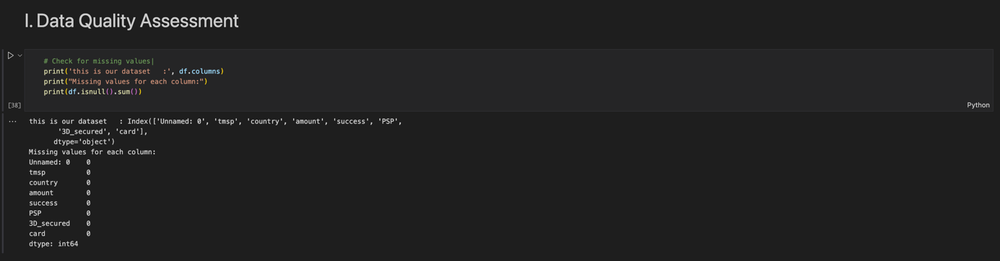 I. Data Quality Assessment
# Check for missing values
print('this is our dataset   :', df.columns)
print("Missing values for each column:")
print(df.isnull().sum())
[38]
Python
this is our dataset   : Index(['Unnamed: 0', 'tmsp', 'country', 'amount', 'success', 'PSP',
       '3D_secured', 'card'],
      dtype='object')
Missing values for each column:
Unnamed: 0    0
tmsp          0
country       0
amount        0
success       0
PSP           0
3D_secured    0
card          0
dtype: int64